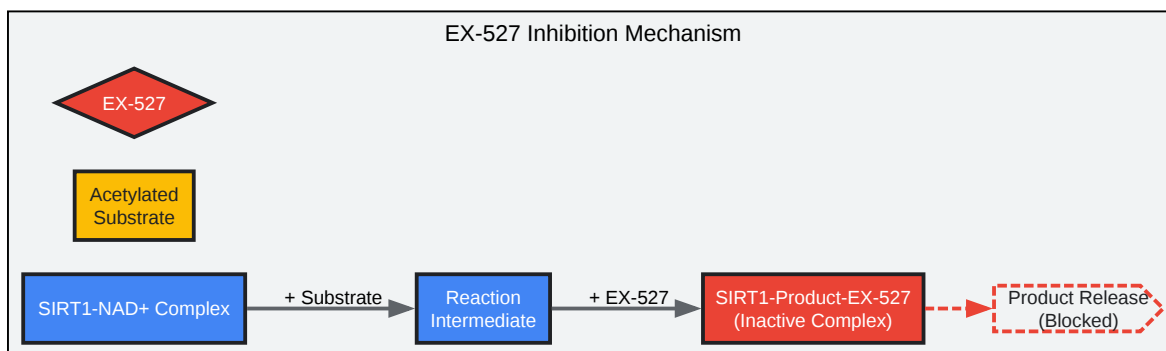 EX-527 Inhibition Mechanism
EX-527
Acetylated
Substrate
SIRT1-NAD+ Complex
+ Substrate
Reaction
Intermediate
+ EX-527
SIRT1-Product-EX-527
(Inactive Complex)
Product Release
(Blocked)